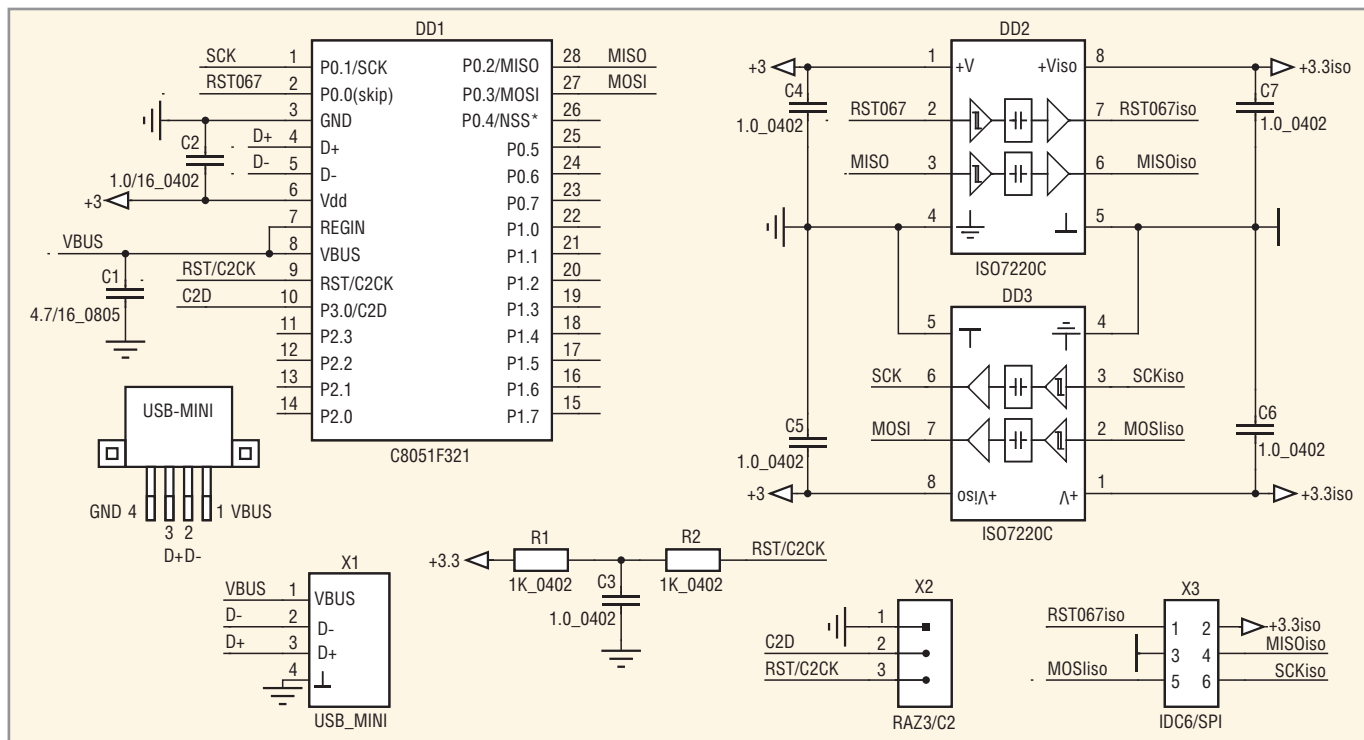 DD1
SCK 1 P0.1/SCK P0.2/MISO 28 MISO
RST067 2 P0.0(skip) P0.3/MOSI 27 MOSI
3 GND P0.4/NSS* 26
C2 D+ 4 D+ P0.5 25
D- 5 D- P0.6 24
1.0/16_0402
+3 6 Vdd P0.7 23
7 REGIN P1.0 22
VBUS 8 VBUS P1.1 21
C1 RST/C2CK 9 RST/C2CK P1.2 20
4.7/16_0805 C2D 10 P3.0/C2D P1.3 19
11 P2.3 P1.4 18
12 P2.2 P1.5 17
13 P2.1 P1.6 16
14 P2.0 P1.7 15
C8051F321
USB-MINI
GND 4 1 VBUS
3 2
D+ D-
X1
VBUS 1 VBUS
D- 2 D-
D+ 3 D+
4
USB_MINI
+3.3 R1 R2 RST/C2CK
1K_0402 C3 1K_0402
1.0_0402
DD2
+3 1 +V +Viso 8 +3.3iso
C4 C7
1.0_0402 RST067 2 7 RST067iso 1.0_0402
MISO 3 6 MISOiso
4 5
ISO7220C
DD3
5 4
SCK 6 3 SCKiso
C5 MOSI 7 2 MOSIiso C6
1.0_0402 1.0_0402
+3 8 +Viso +V 1 +3.3iso
ISO7220C
X2
1
C2D 2
RST/C2CK 3
RAZ3/C2
X3
RST067iso 1 2 +3.3iso
3 4 MISOiso
MOSIiso 5 6 SCKiso
IDC6/SPI